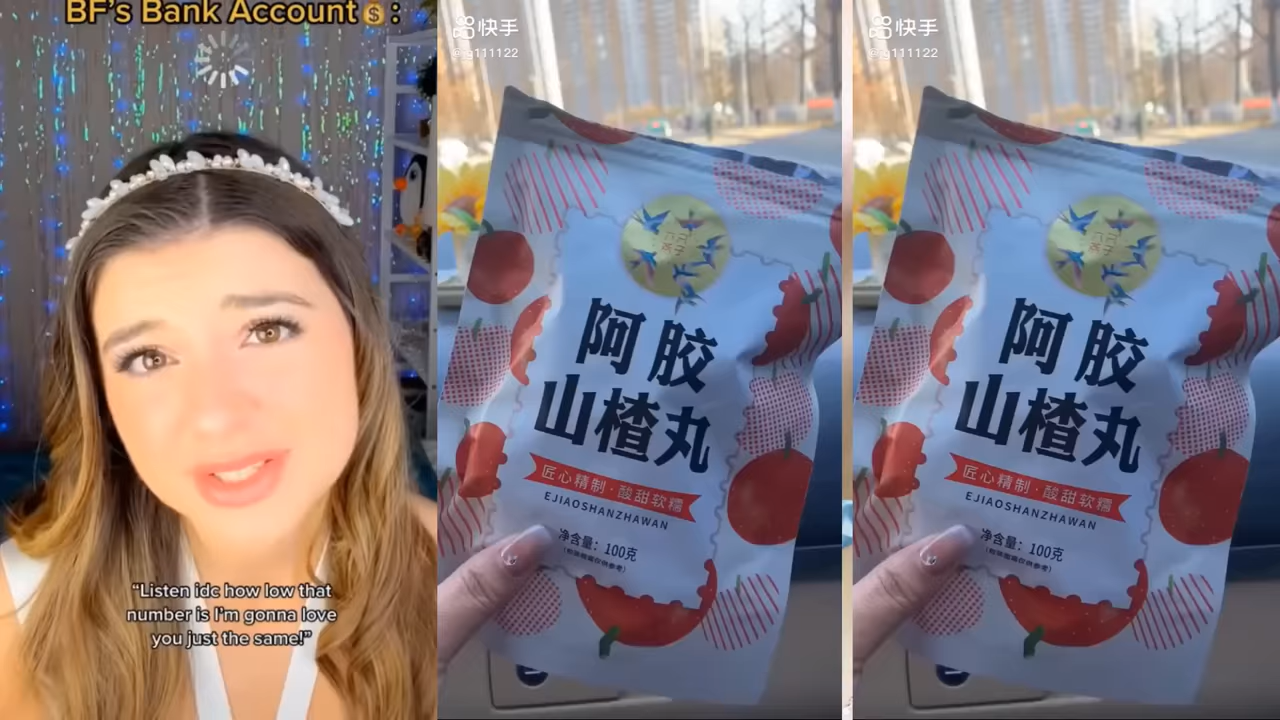 BF's Bank Account💰:
"Listen idc how low that
number is I'm gonna love
you just the same!"
快手
@g111122
阿胶
山楂丸
匠心精制·酸甜软糯
EJIAOSHANZHAWAN
净含量：100克
快手
@g111122
阿胶
山楂丸
匠心精制·酸甜软糯
EJIAOSHANZHAWAN
净含量：100克